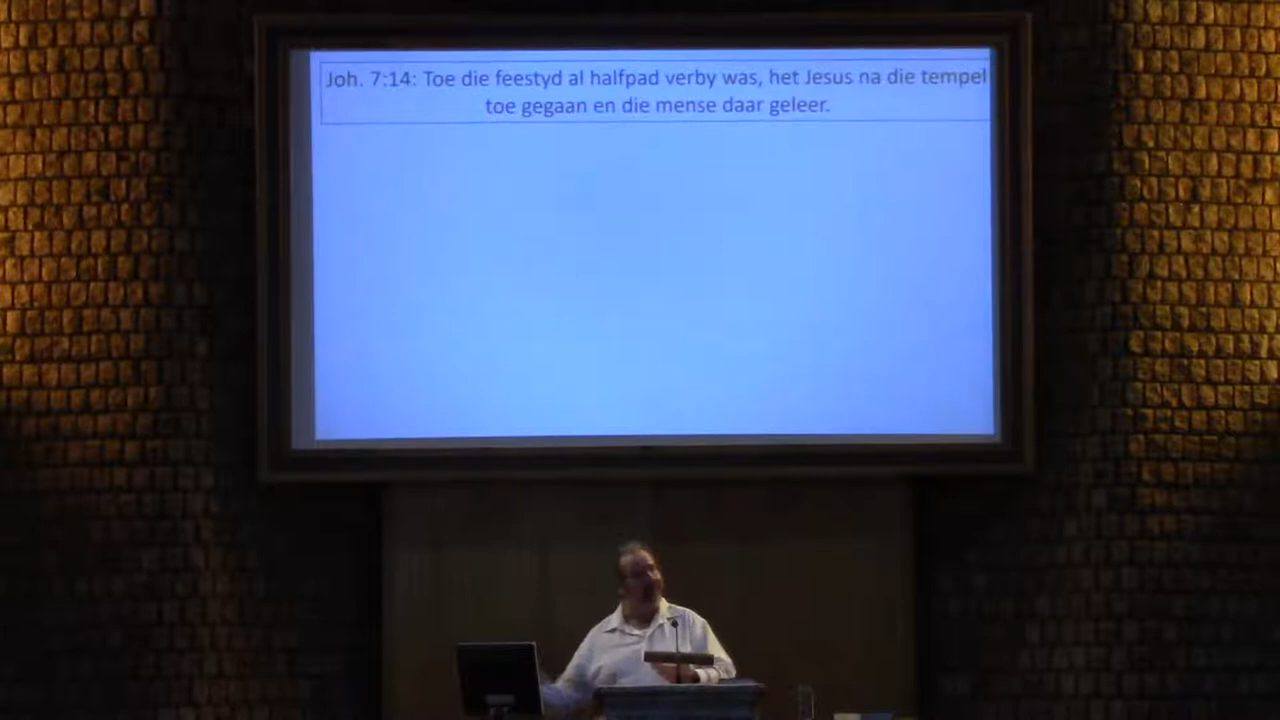 Joh. 7:14: Toe die feestyd al halfpad verby was, het Jesus na die tempel
toe gegaan en die mense daar geleer.